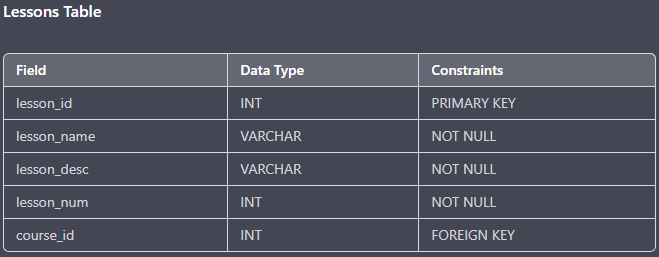 Lessons Table
Field Data Type Constraints
lesson_id INT PRIMARY KEY
lesson_name VARCHAR NOT NULL
lesson_desc VARCHAR NOT NULL
lesson_num INT NOT NULL
course_id INT FOREIGN KEY